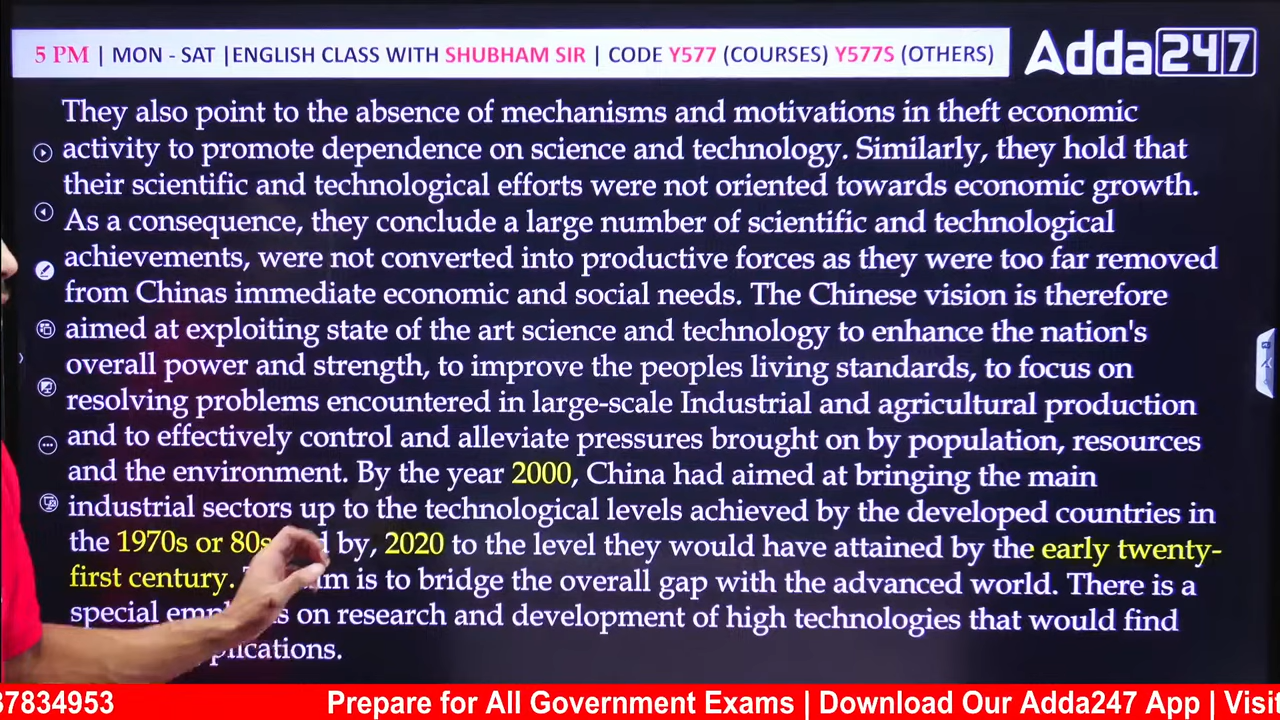 5 PM | MON - SAT |ENGLISH CLASS WITH SHUBHAM SIR | CODE Y577 (COURSES) Y577S (OTHERS)
Adda247
They also point to the absence of mechanisms and motivations in theft economic
activity to promote dependence on science and technology. Similarly, they hold that
their scientific and technological efforts were not oriented towards economic growth.
As a consequence, they conclude a large number of scientific and technological
achievements, were not converted into productive forces as they were too far removed
from Chinas immediate economic and social needs. The Chinese vision is therefore
aimed at exploiting state of the art science and technology to enhance the nation's
overall power and strength, to improve the peoples living standards, to focus on
resolving problems encountered in large-scale Industrial and agricultural production
and to effectively control and alleviate pressures brought on by population, resources
and the environment. By the year 2000, China had aimed at bringing the main
industrial sectors up to the technological levels achieved by the developed countries in
the 1970s or 80s by, 2020 to the level they would have attained by the early twenty-
first century. is to bridge the overall gap with the advanced world. There is a
special on research and development of high technologies that would find
37834953 Prepare for All Government Exams | Download Our Adda247 App | Visit